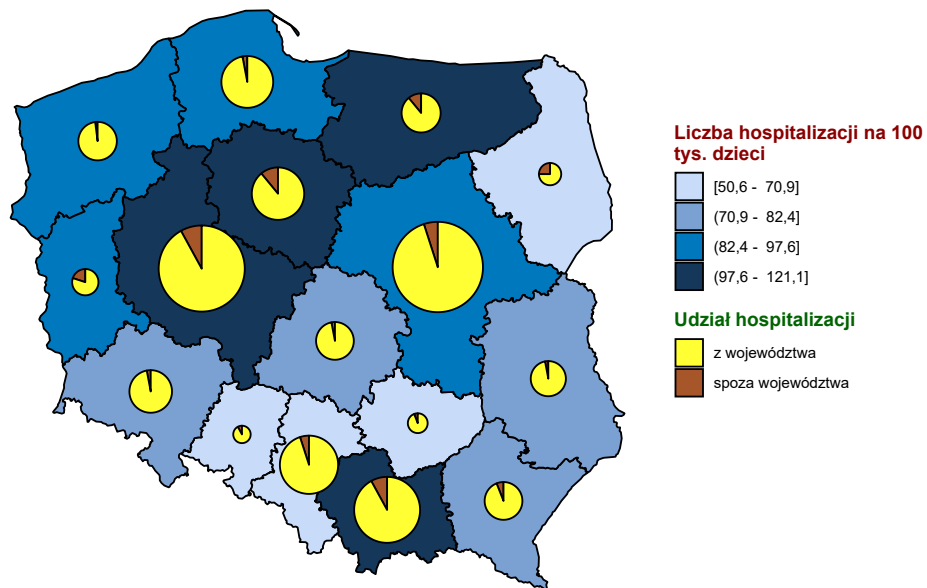 Liczba hospitalizacji na 100
tys. dzieci
[50,6 - 70,9]
(70,9 - 82,4]
(82,4 - 97,6]
(97,6 - 121,1]
Udział hospitalizacji
z województwa
spoza województwa